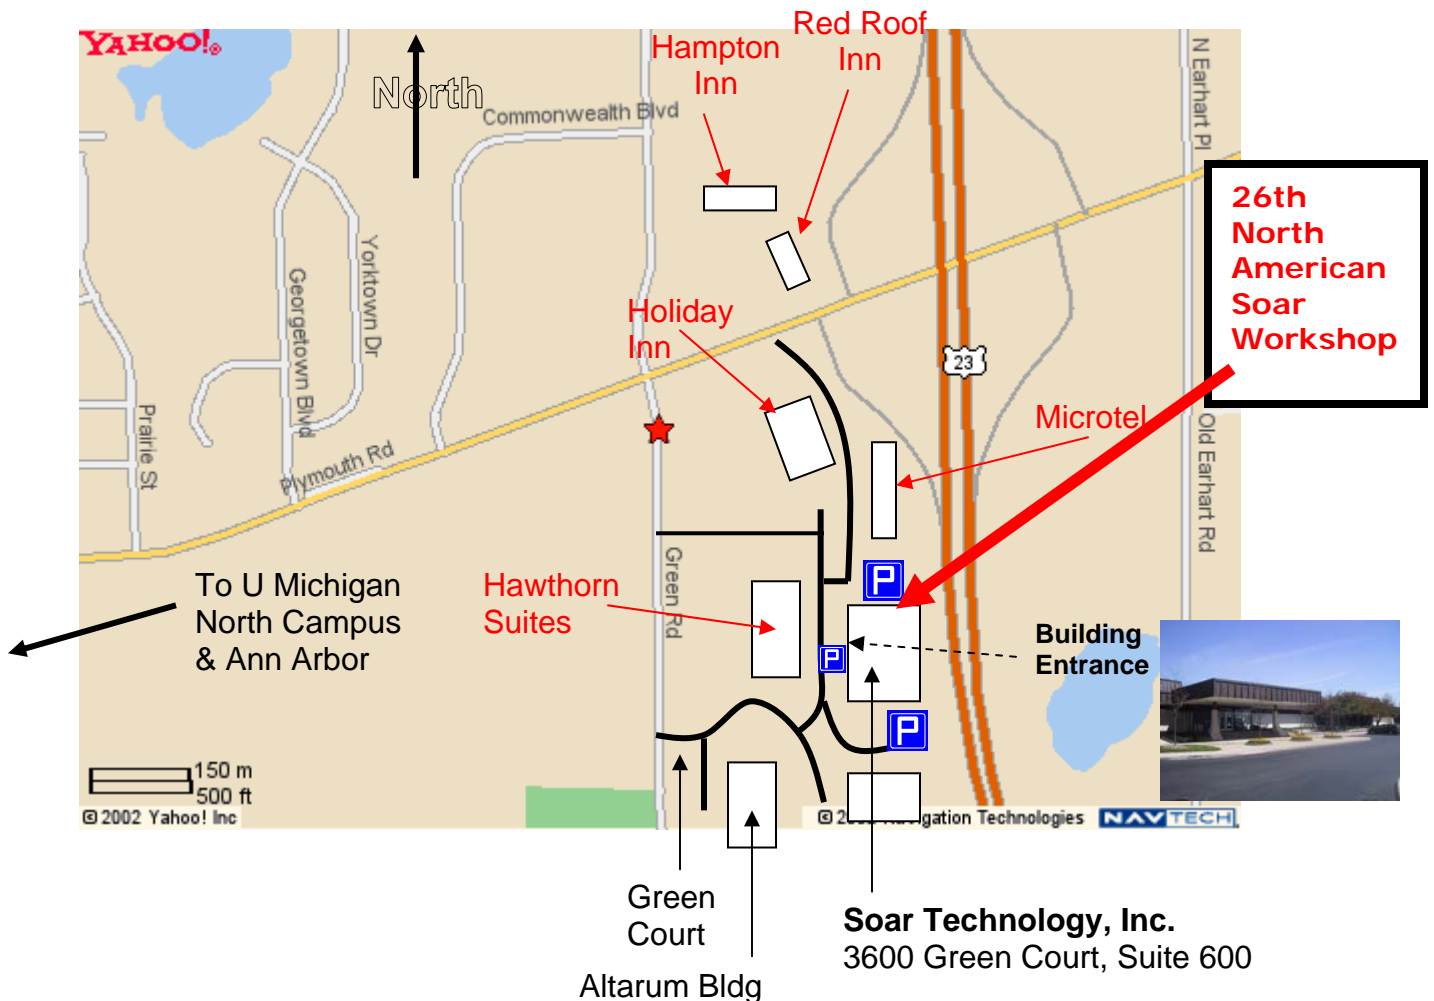 YAHOO!®
North
Hampton
Inn
Red Roof
Inn
Commonwealth Blvd
N Earhart Pl
26th
North
American
Soar
Workshop
Yorktown Dr
Georgetown Blvd
Holiday
Inn
23
Prairie St
Plymouth Rd
Microtel
Old Earhart Rd
To U Michigan
North Campus
& Ann Arbor
Hawthorn
Suites
Green Rd
P
P
P
Building
Entrance
150 m
500 ft
© 2002 Yahoo! Inc
© 2 igation Technologies
NAVTECH
Green
Court
Altarum Bldg
Soar Technology, Inc.
3600 Green Court, Suite 600